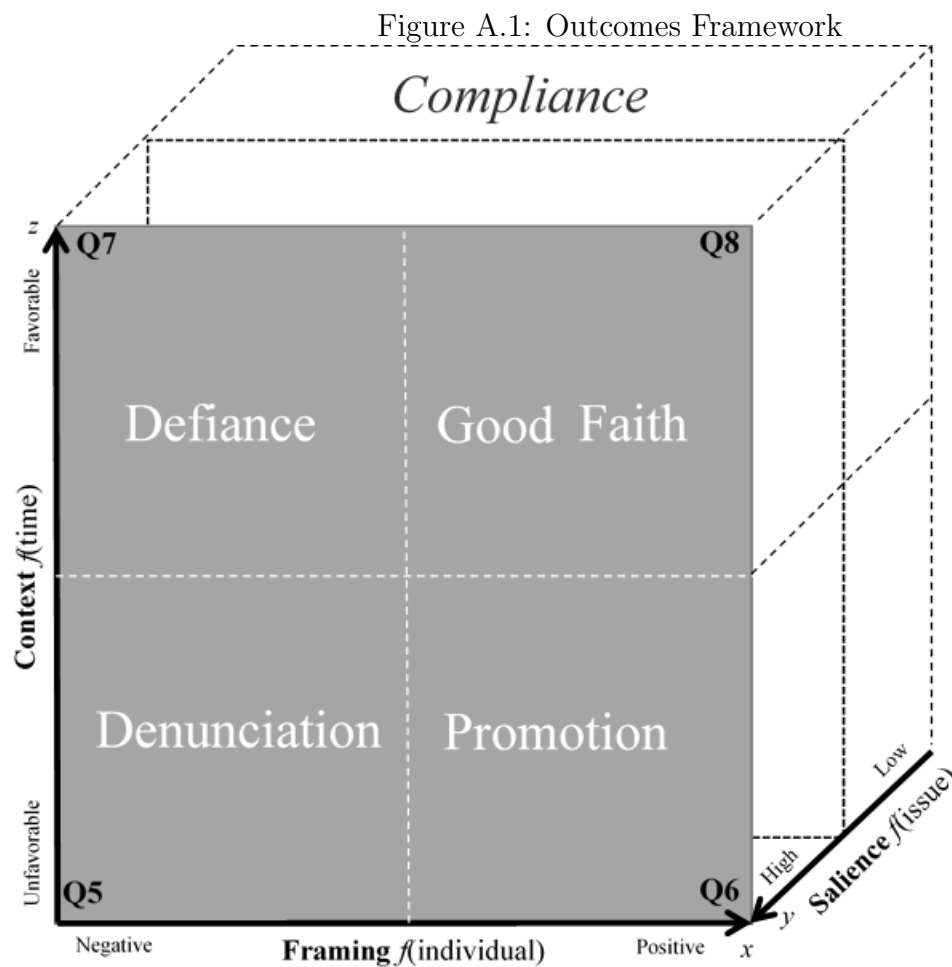 Figure A.1: Outcomes Framework
Compliance
z
Q7
Q8
Favorable
Defiance
Good Faith
Context f(time)
Denunciation
Promotion
Low
Unfavorable
High
Salience f(issue)
Q5
Q6
y
Negative
Framing f(individual)
Positive
x